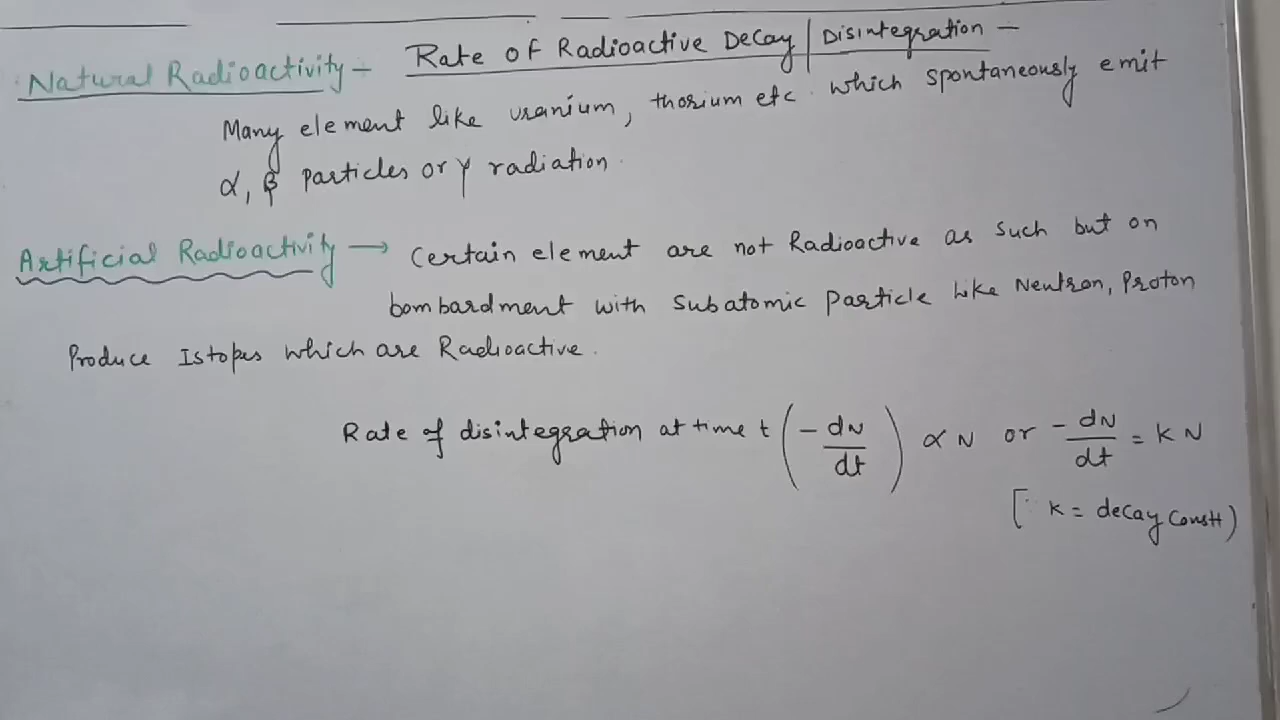 Rate of Radioactive Decay | Disintegration -
Natural Radioactivity -
Many element like uranium, thorium etc. which spontaneously emit
α, β particles or γ radiation.
Artificial Radioactivity → Certain element are not Radioactive as such but on
bombardment with Subatomic Particle like Neutron, Proton
Produce Istopes which are Radioactive.
Rate of disintegration at time t (- dN/dt) α N or - dN/dt = K N
[∵ K = decay Constt)